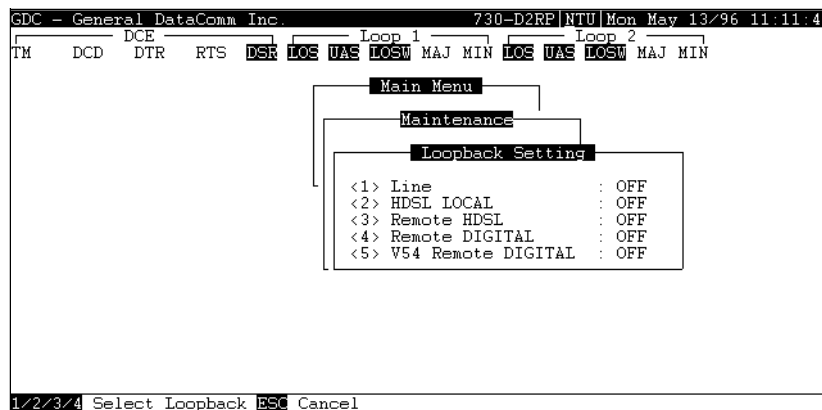 GDC - General DataComm Inc. 730-D2RP NTU Mon May 13/96 11:11:4
DCE Loop 1 Loop 2
TM DCD DTR RTS DSR LOS UAS LOSW MAJ MIN LOS UAS LOSW MAJ MIN
Main Menu
Maintenance
Loopback Setting
<1> Line : OFF
<2> HDSL LOCAL : OFF
<3> Remote HDSL : OFF
<4> Remote DIGITAL : OFF
<5> V54 Remote DIGITAL : OFF
1/2/3/4 Select Loopback ESC Cancel